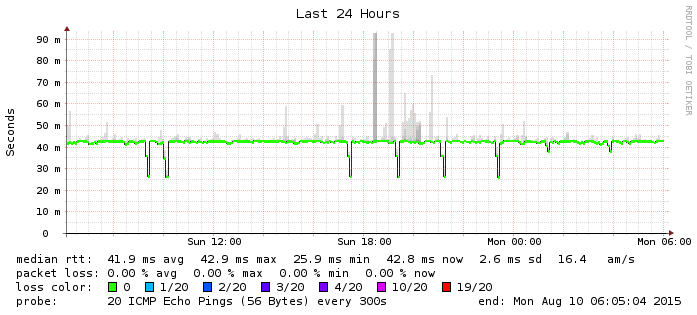 Last 24 Hours
RRDTOOL / TOBI OETIKER
Seconds
90 m
80 m
70 m
60 m
50 m
40 m
30 m
20 m
10 m
0
Sun 12:00 Sun 18:00 Mon 00:00 Mon 06:00
median rtt: 41.9 ms avg 42.9 ms max 25.9 ms min 42.8 ms now 2.6 ms sd 16.4 am/s
packet loss: 0.00 % avg 0.00 % max 0.00 % min 0.00 % now
loss color: 0 1/20 2/20 3/20 4/20 10/20 19/20
probe: 20 ICMP Echo Pings (56 Bytes) every 300s end: Mon Aug 10 06:05:04 2015